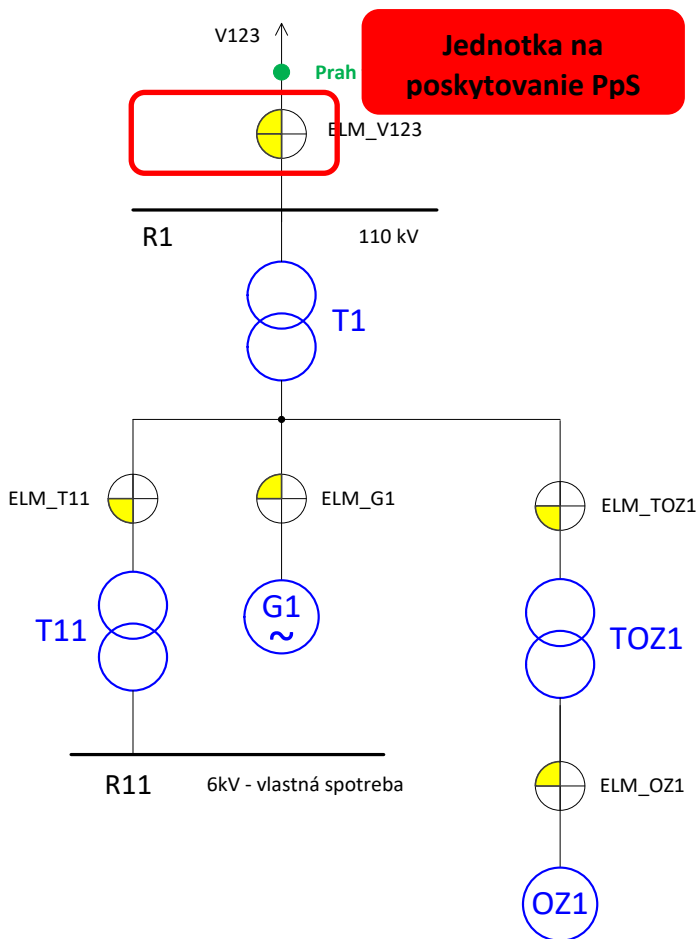 V123
Jednotka na
poskytovanie PpS
Prah
ELM_V123
R1
110 kV
T1
ELM_T11
ELM_G1
ELM_TOZ1
T11
G1
~
TOZ1
R11
6kV - vlastná spotreba
ELM_OZ1
OZ1